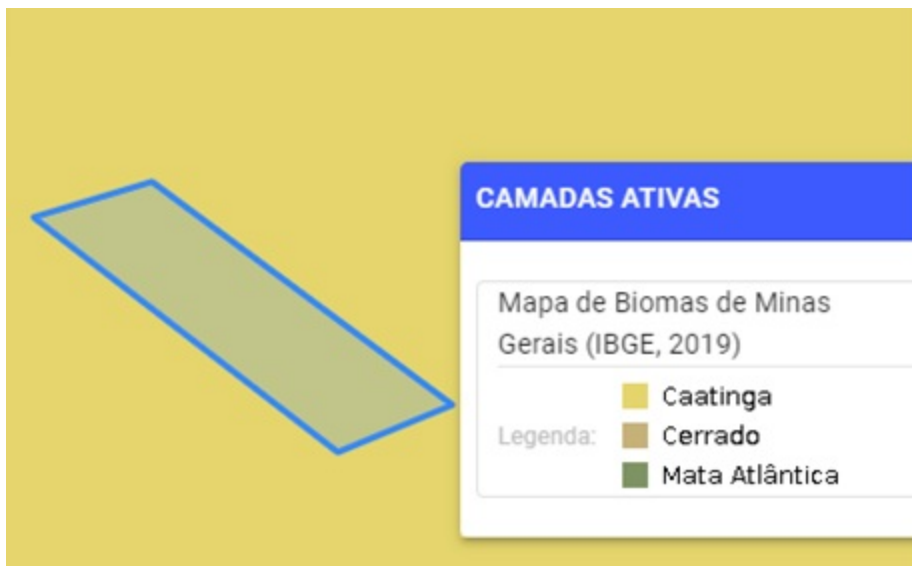 CAMADAS ATIVAS
Mapa de Biomas de Minas
Gerais (IBGE, 2019)
Legenda:
Caatinga
Cerrado
Mata Atlântica